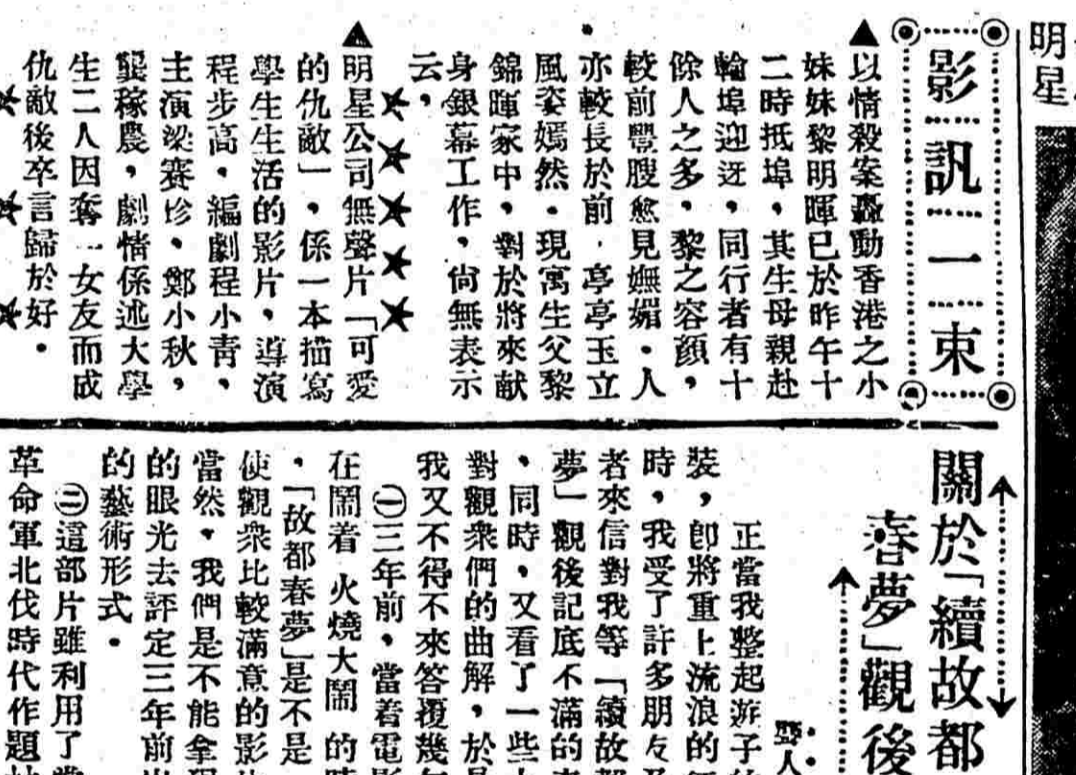 明星
影訊一束
▲以情殺案轟動香港之小
妹妹黎明暉已於昨午十
二時抵埠，其生母親赴
輪埠迎迓，同行者有十
餘人之多，黎之容顏，
較前豐腴愈見嫵媚．人
亦較長於前．亭亭玉立
風姿嫣然．現寓生父黎
錦暉家中，對於將來献
身銀幕工作，尙無表示
云，
▲明星公司無聲片「可愛
的仇敵」，係一本描寫
學生生活的影片，導演
程步高，編劇程小青，
主演梁賽珍，鄭小秋，
龔稼農，劇情係述大學
生二人因奪一女友而成
仇敵後卒言歸於好．
關於「續故都
春夢」觀後
人
正當我整起遊子
裝，卽將重上流浪的
時，我受了許多朋友及
者來信對我等「續故都
夢」觀後記底不滿的
，同時，又看了一些
對觀衆們的曲解，於是
我又不得不來答覆幾
㊀三年前，當着電影
在鬧着 火燒大鬧 的時
，「故都春夢」是不是
使觀衆比較滿意的影片
當然，我們是不能拿現
的眼光去評定三年前出
的藝術形式．
㊁這部片雖利用了
革命軍北伐時代作題材